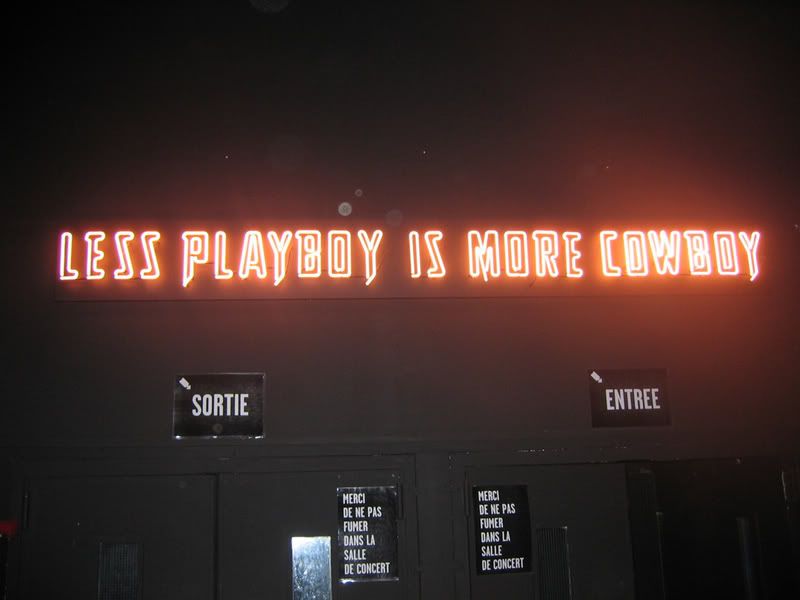 LESS PLAYBOY IS MORE COWBOY
SORTIE
ENTREE
MERCI
DE NE PAS
FUMER
DANS LA
SALLE
DE CONCERT
MERCI
DE NE PAS
FUMER
DANS LA
SALLE
DE CONCERT